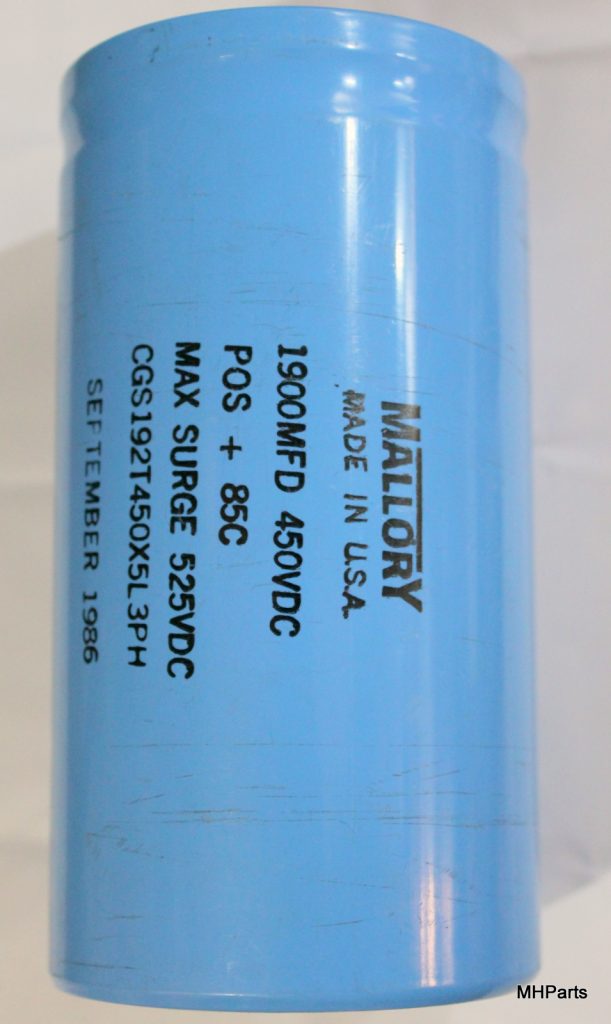 MALLORY
MADE IN U.S.A.
1900MFD 450VDC
POS + 85C
MAX SURGE 525VDC
CGS192T450X5L3PH
SEPTEMBER 1986
MHParts